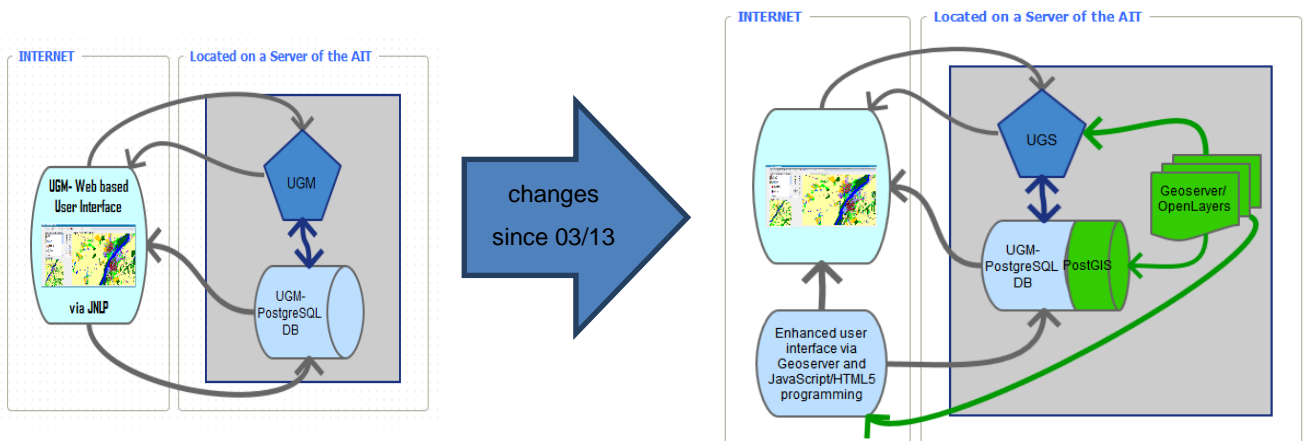 INTERNET
Located on a Server of the AIT
UGM- Web based
User Interface
via JNLP
UGM
UGM-
PostgreSQL
DB
changes
since 03/13
INTERNET
Located on a Server of the AIT
UGS
Geoserver/
OpenLayers
UGM-
PostgreSQL
DB
PostGIS
Enhanced user
interface via
Geoserver and
JavaScript/HTML5
programming